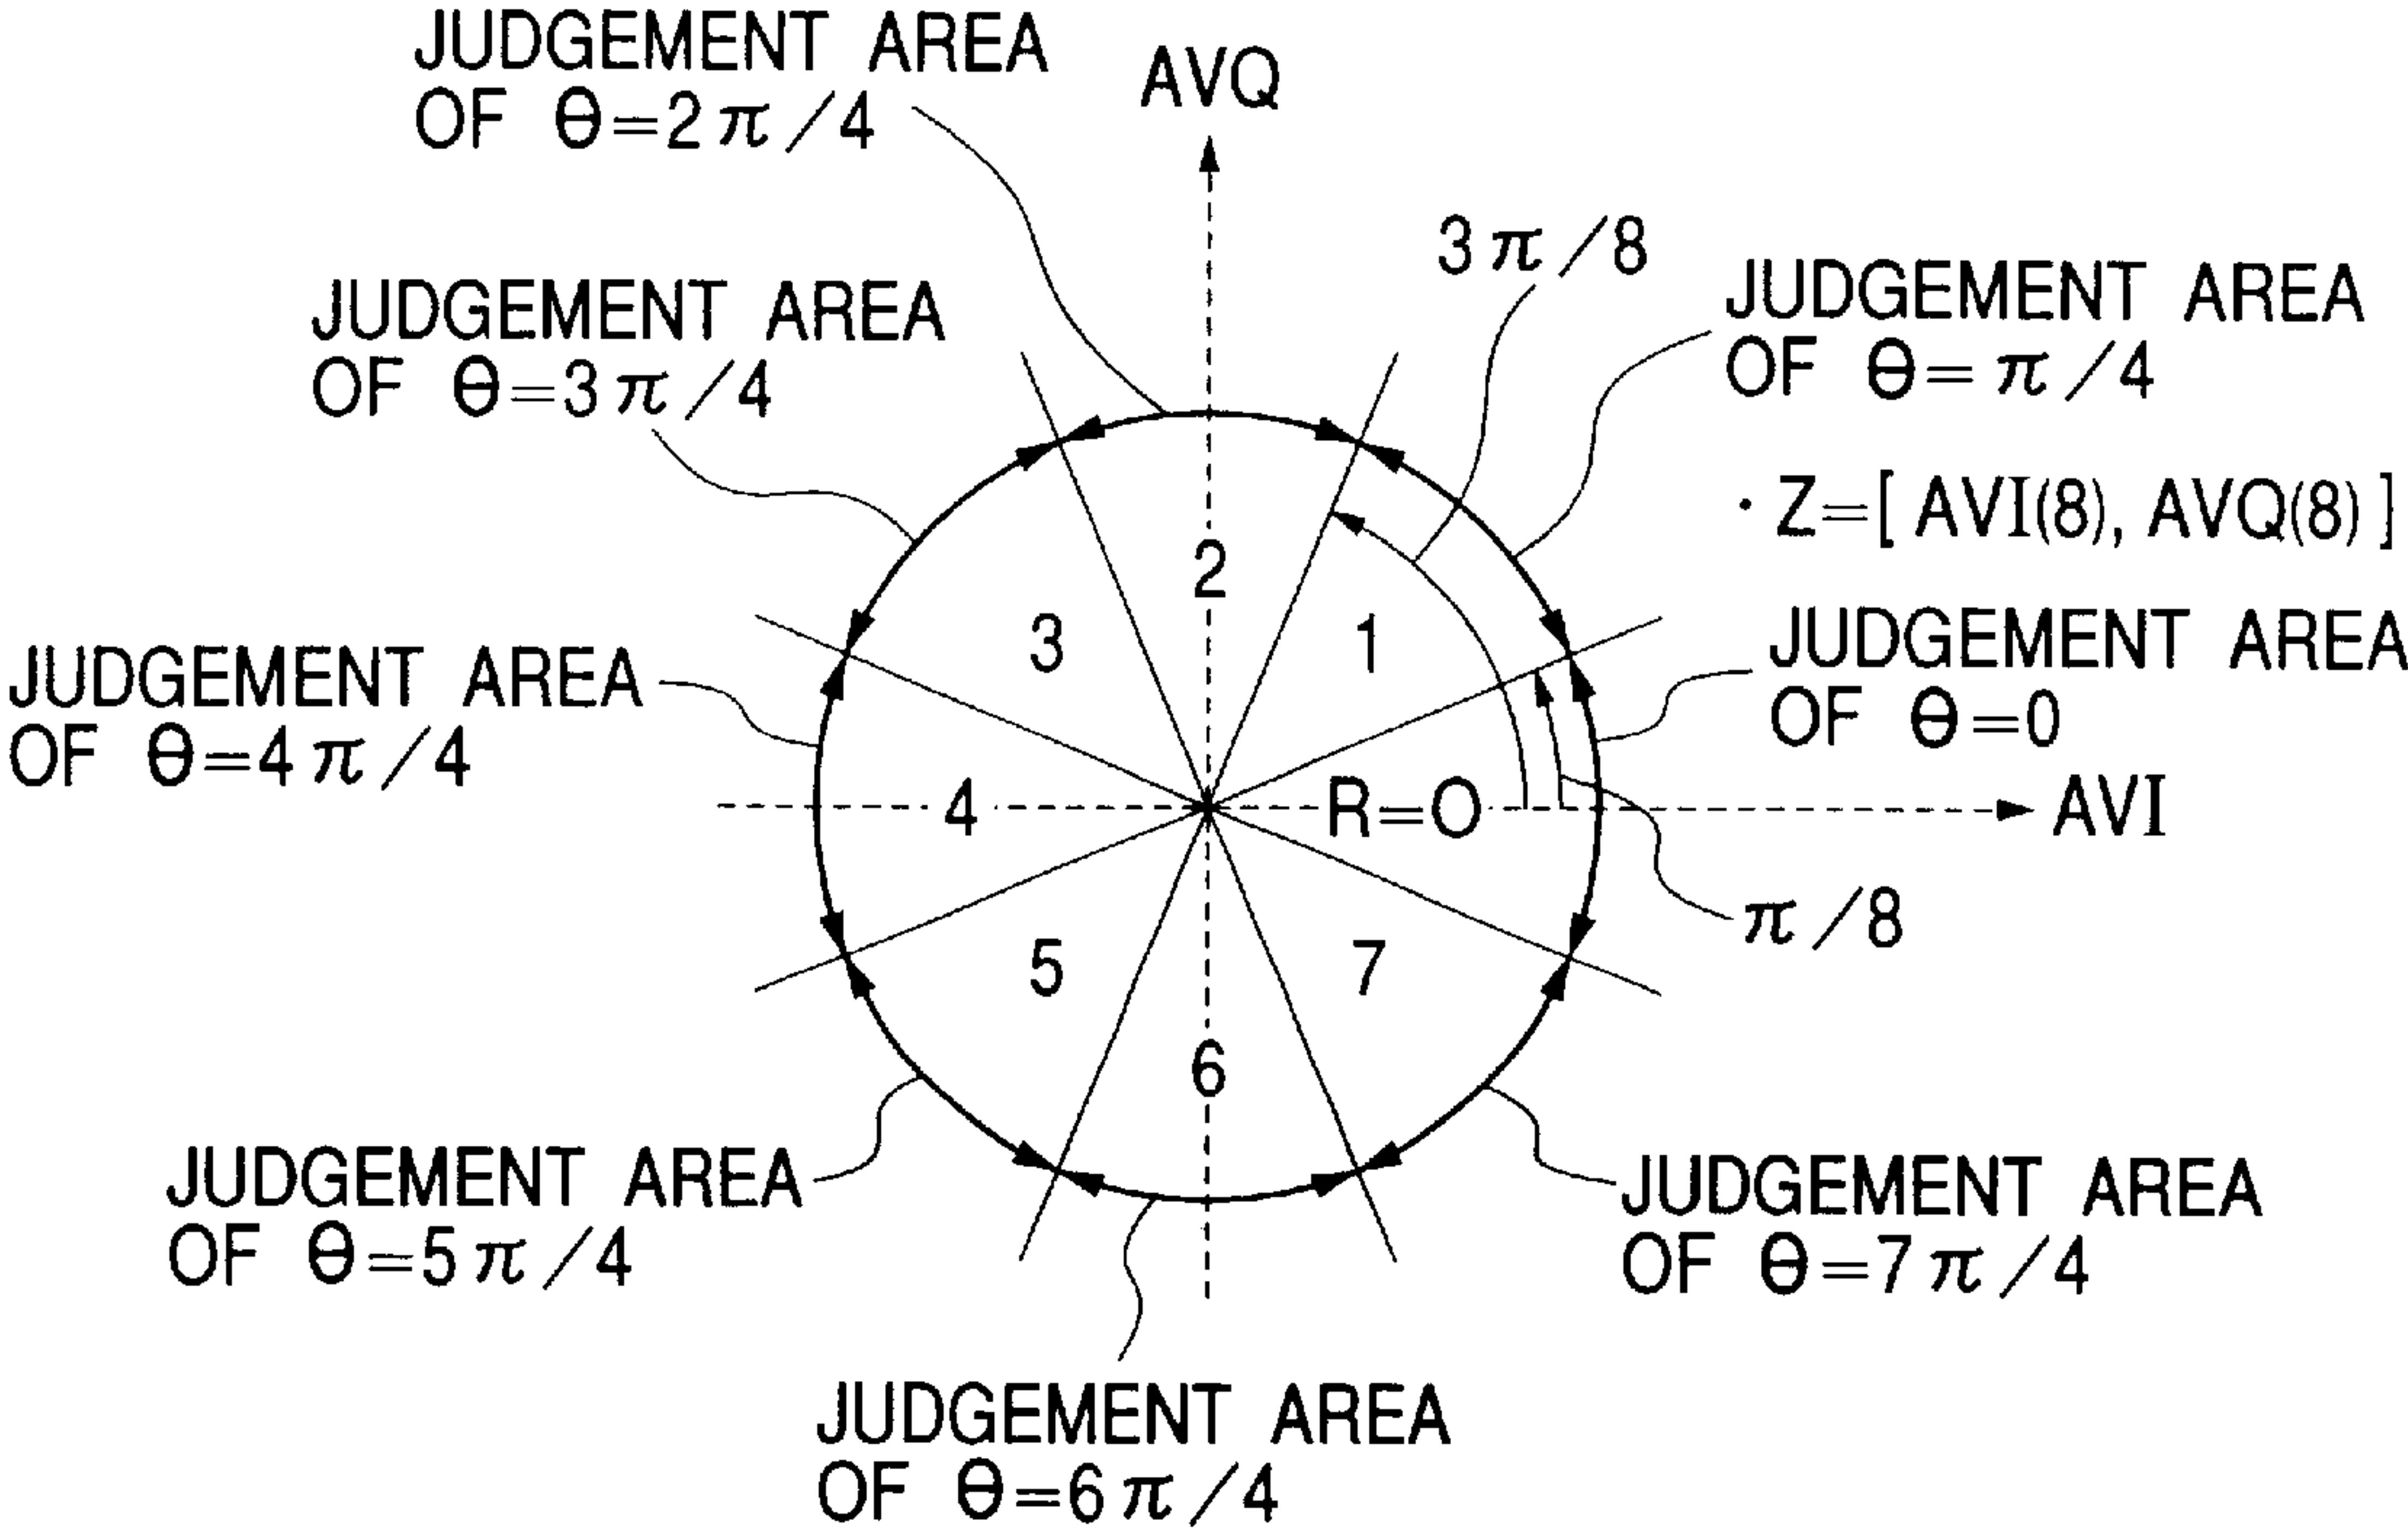 JUDGEMENT AREA
OF θ=2π/4
AVQ
3π/8
JUDGEMENT AREA
OF θ=π/4
JUDGEMENT AREA
OF θ=3π/4
· Z=[ AVI(8), AVQ(8) ]
2
3
1
JUDGEMENT AREA
OF θ=0
JUDGEMENT AREA
OF θ=4π/4
4
R=0
AVI
π/8
5
7
6
JUDGEMENT AREA
OF θ=5π/4
JUDGEMENT AREA
OF θ=7π/4
JUDGEMENT AREA
OF θ=6π/4